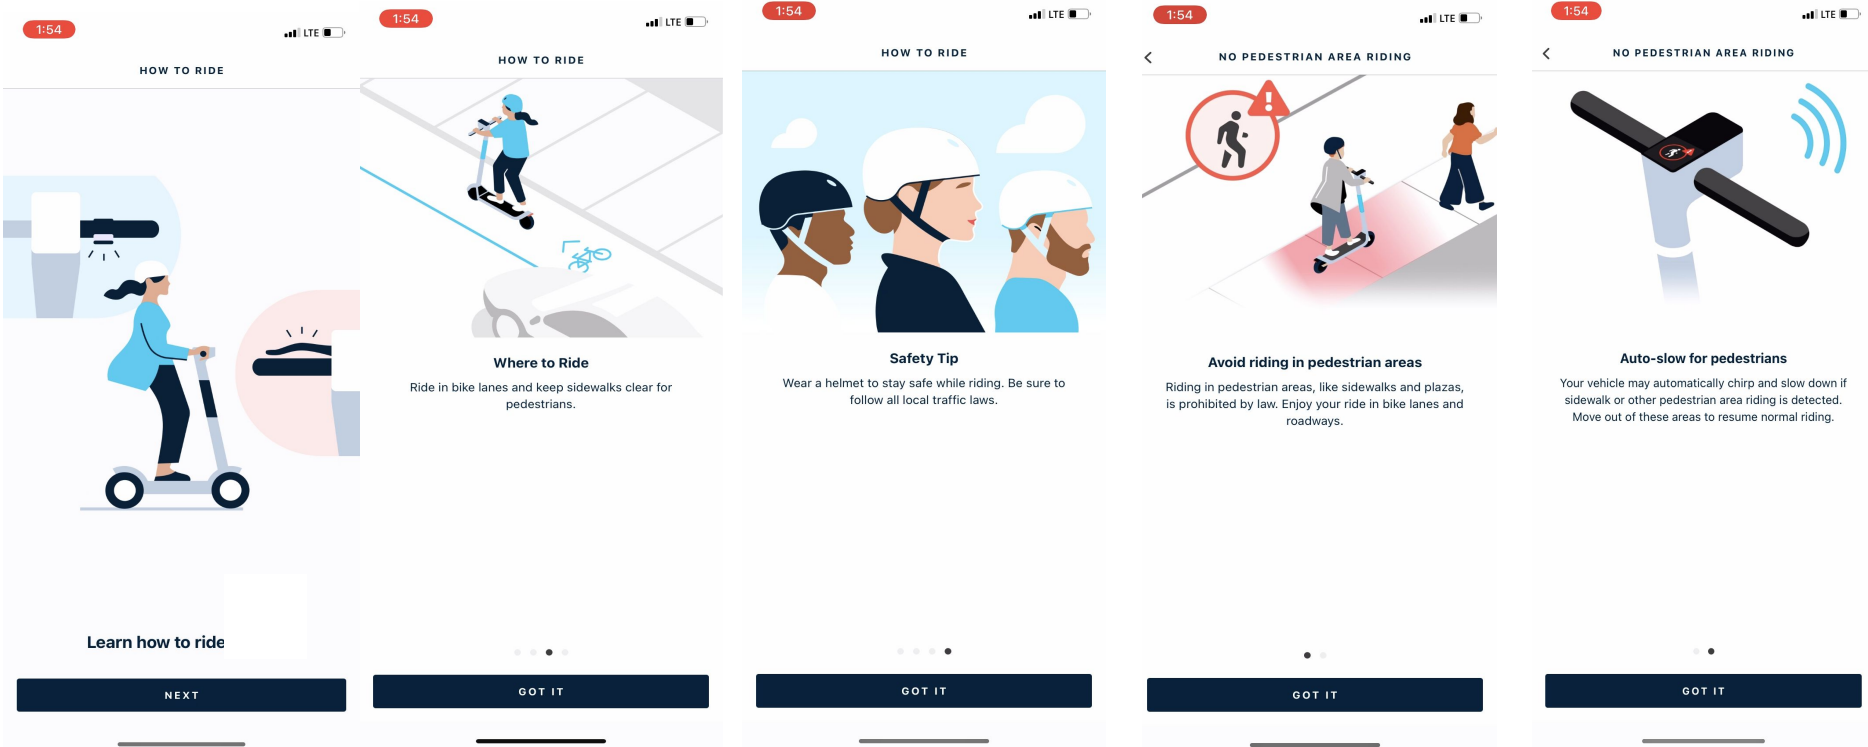 1:54
LTE
HOW TO RIDE
Learn how to ride
NEXT
1:54
LTE
HOW TO RIDE
Where to Ride
Ride in bike lanes and keep sidewalks clear for
pedestrians.
GOT IT
1:54
LTE
HOW TO RIDE
Safety Tip
Wear a helmet to stay safe while riding. Be sure to
follow all local traffic laws.
GOT IT
1:54
LTE
NO PEDESTRIAN AREA RIDING
Avoid riding in pedestrian areas
Riding in pedestrian areas, like sidewalks and plazas,
is prohibited by law. Enjoy your ride in bike lanes and
roadways.
GOT IT
1:54
LTE
NO PEDESTRIAN AREA RIDING
Auto-slow for pedestrians
Your vehicle may automatically chirp and slow down if
sidewalk or other pedestrian area riding is detected.
Move out of these areas to resume normal riding.
GOT IT